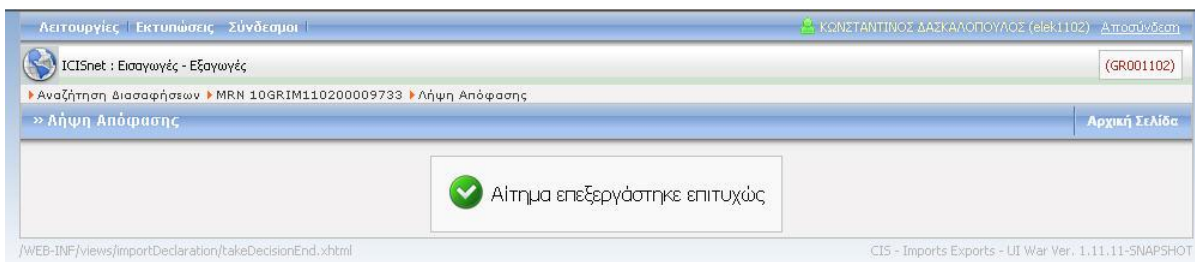 Λειτουργίες Εκτυπώσεις Σύνδεσμοι ΚΩΝΣΤΑΝΤΙΝΟΣ ΔΑΣΚΑΛΟΠΟΥΛΟΣ (elek1102) Αποσύνδεση
ICISnet : Εισαγωγές - Εξαγωγές (GR001102)
Αναζήτηση Διασαφήσεων MRN 10GRIM110200009733 Λήψη Απόφασης
» Λήψη Απόφασης Αρχική Σελίδα
Αίτημα επεξεργάστηκε επιτυχώς
/WEB-INF/views/importDeclaration/takeDecisionEnd.xhtml CIS - Imports Exports - UI War Ver. 1.11.11-SNAPSHOT